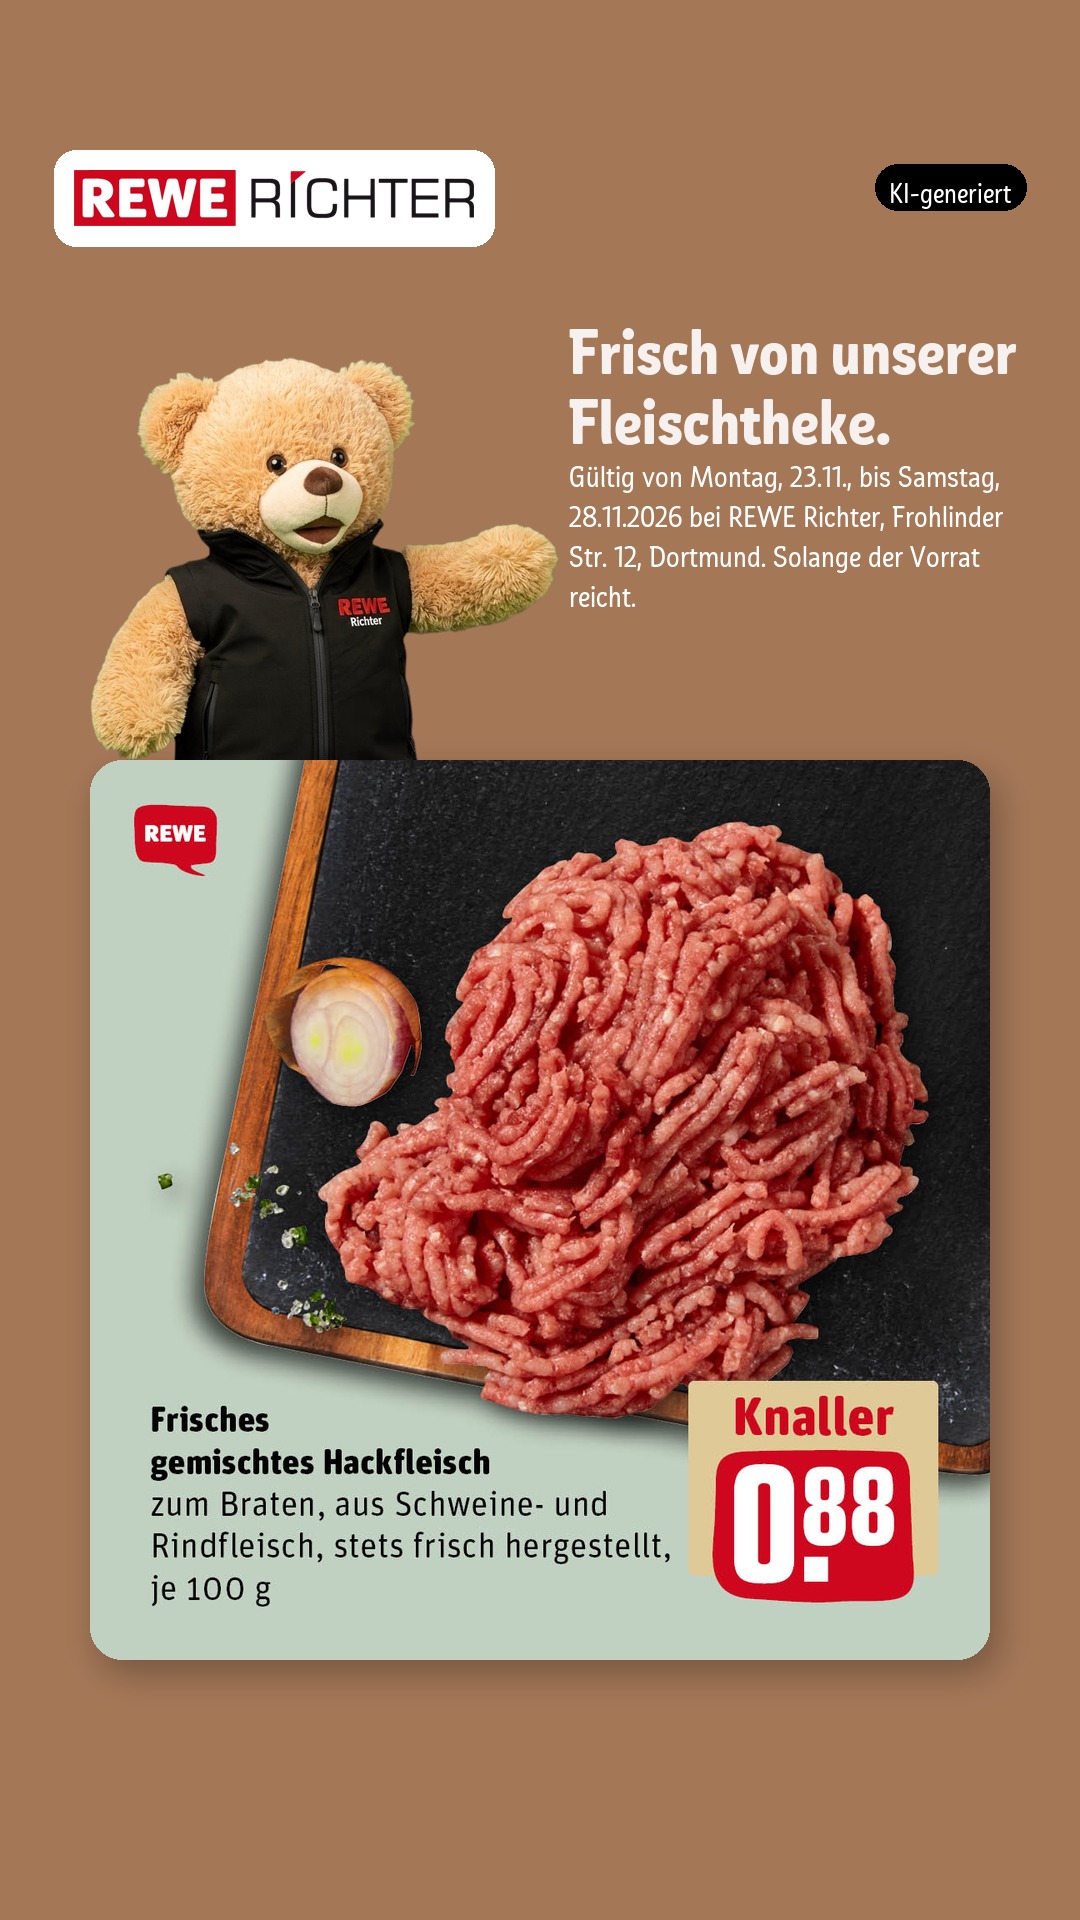 REWE RICHTER
KI-generiert
Frisch von unserer
Fleischtheke.
Gültig von Montag, 23.11., bis Samstag,
28.11.2026 bei REWE Richter, Frohlinder
Str. 12, Dortmund. Solange der Vorrat
reicht.
REWE
Richter
REWE
Frisches
gemischtes Hackfleisch
zum Braten, aus Schweine- und
Rindfleisch, stets frisch hergestellt,
je 100 g
Knaller
0.88